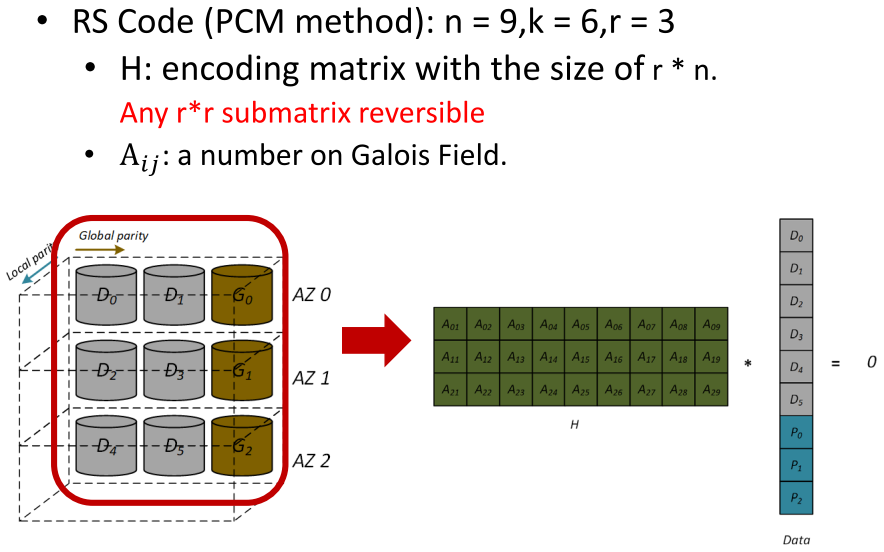 • RS Code (PCM method): n = 9,k = 6,r = 3
• H: encoding matrix with the size of r * n.
Any r*r submatrix reversible
• A𝑖𝑗: a number on Galois Field.
Global parity
Local parity
D0 D1 G0 AZ 0
D2 D3 G1 AZ 1
D4 D5 G2 AZ 2
A01 A02 A03 A04 A05 A06 A07 A08 A09
A11 A12 A13 A14 A15 A16 A17 A18 A19
A21 A22 A23 A24 A25 A26 A27 A28 A29
H
*
D0
D1
D2
D3
D4
D5
P0
P1
P2
= 0
Data